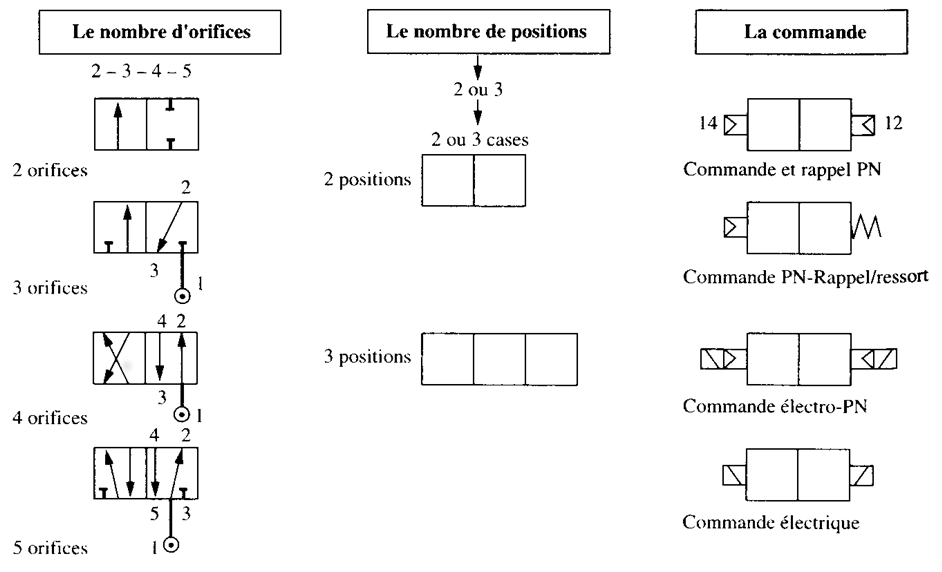 Le nombre d'orifices
2 – 3 – 4 – 5
2 orifices
2
3
1
3 orifices
4 2
3
1
4 orifices
4 2
5 3
1
5 orifices
Le nombre de positions
2 ou 3
2 ou 3 cases
2 positions
3 positions
La commande
14 12
Commande et rappel PN
Commande PN-Rappel/ressort
Commande électro-PN
Commande électrique